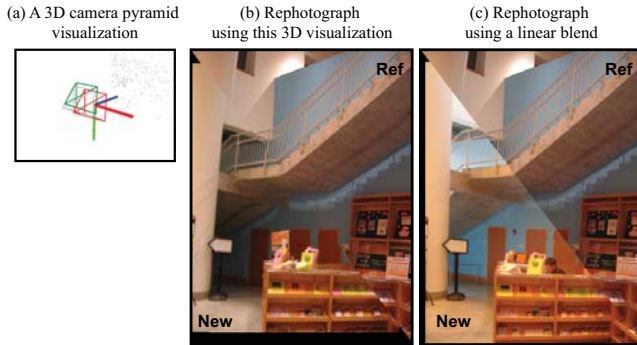 (a) A 3D camera pyramid
visualization
(b) Rephotograph
using this 3D visualization
(c) Rephotograph
using a linear blend
Ref
New
Ref
New